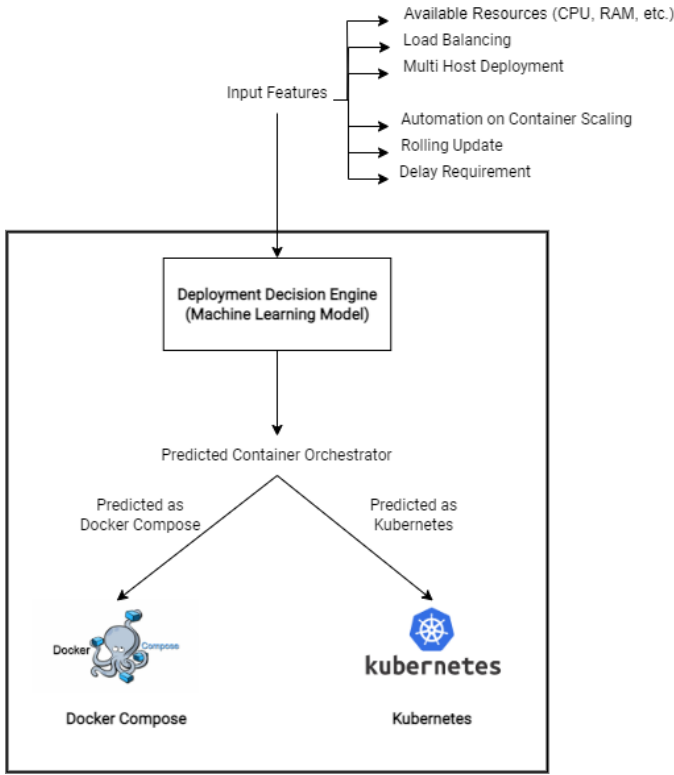 Available Resources (CPU, RAM, etc.)
Load Balancing
Multi Host Deployment
Input Features
Automation on Container Scaling
Rolling Update
Delay Requirement
Deployment Decision Engine
(Machine Learning Model)
Predicted Container Orchestrator
Predicted as
Docker Compose
Predicted as
Kubernetes
Docker Compose
kubernetes
Docker Compose
Kubernetes